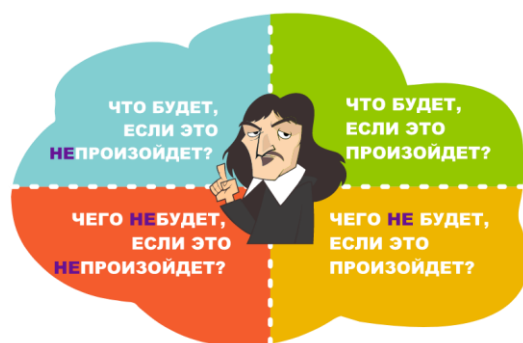 ЧТО БУДЕТ,
ЕСЛИ ЭТО
НЕПРОИЗОЙДЕТ?
ЧТО БУДЕТ,
ЕСЛИ ЭТО
ПРОИЗОЙДЕТ?
ЧЕГО НЕБУДЕТ,
ЕСЛИ ЭТО
НЕПРОИЗОЙДЕТ?
ЧЕГО НЕ БУДЕТ,
ЕСЛИ ЭТО
ПРОИЗОЙДЕТ?